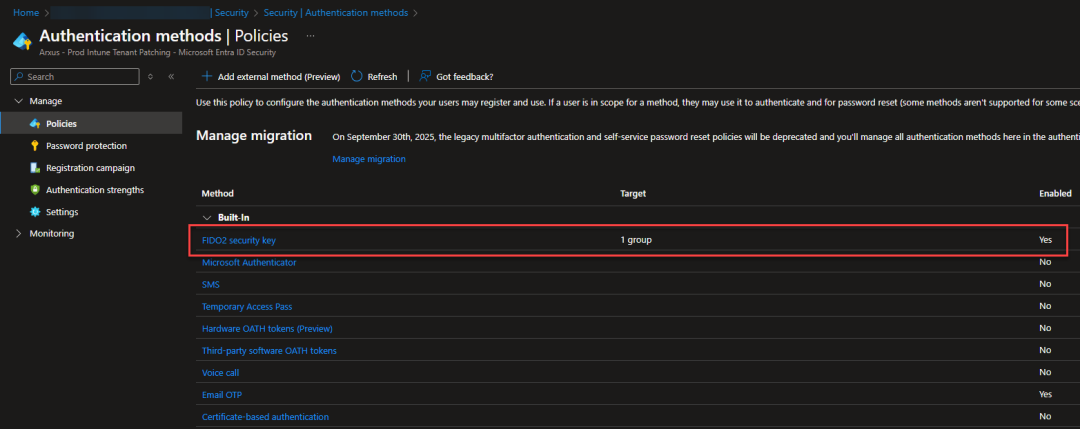 Home > | Security > Security | Authentication methods >
Authentication methods | Policies ...
Arxus - Prod Intune Tenant Patching - Microsoft Entra ID Security
Search
Add external method (Preview) Refresh | Got feedback?
Manage
Policies
Password protection
Registration campaign
Authentication strengths
Settings
Monitoring
Use this policy to configure the authentication methods your users may register and use. If a user is in scope for a method, they may use it to authenticate and for password reset (some methods aren't supported for some sce
Manage migration On September 30th, 2025, the legacy multifactor authentication and self-service password reset policies will be deprecated and you'll manage all authentication methods here in the authenti
Manage migration
Method Target Enabled
Built-In
FIDO2 security key 1 group Yes
Microsoft Authenticator No
SMS No
Temporary Access Pass No
Hardware OATH tokens (Preview) No
Third-party software OATH tokens No
Voice call No
Email OTP Yes
Certificate-based authentication No